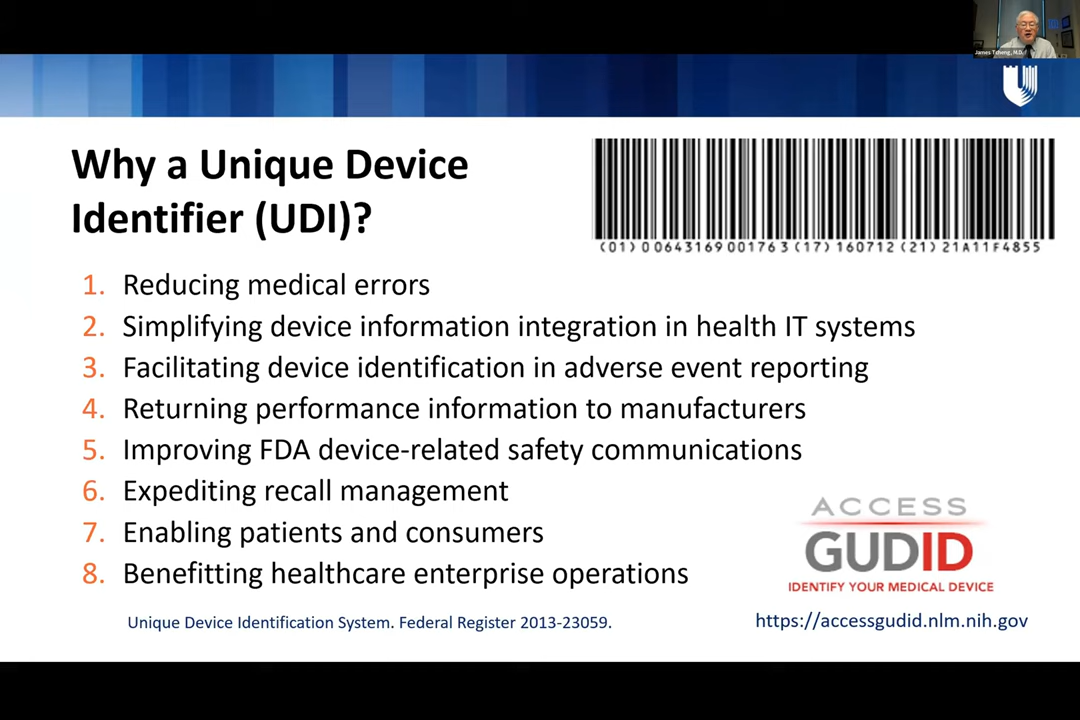 James Tcheng, M.D.
Why a Unique Device
Identifier (UDI)?
(01)00643169001763(17)160712(21)21A11F4855
1. Reducing medical errors
2. Simplifying device information integration in health IT systems
3. Facilitating device identification in adverse event reporting
4. Returning performance information to manufacturers
5. Improving FDA device-related safety communications
6. Expediting recall management
7. Enabling patients and consumers
8. Benefitting healthcare enterprise operations
ACCESS
GUDID
IDENTIFY YOUR MEDICAL DEVICE
Unique Device Identification System. Federal Register 2013-23059.
https://accessgudid.nlm.nih.gov